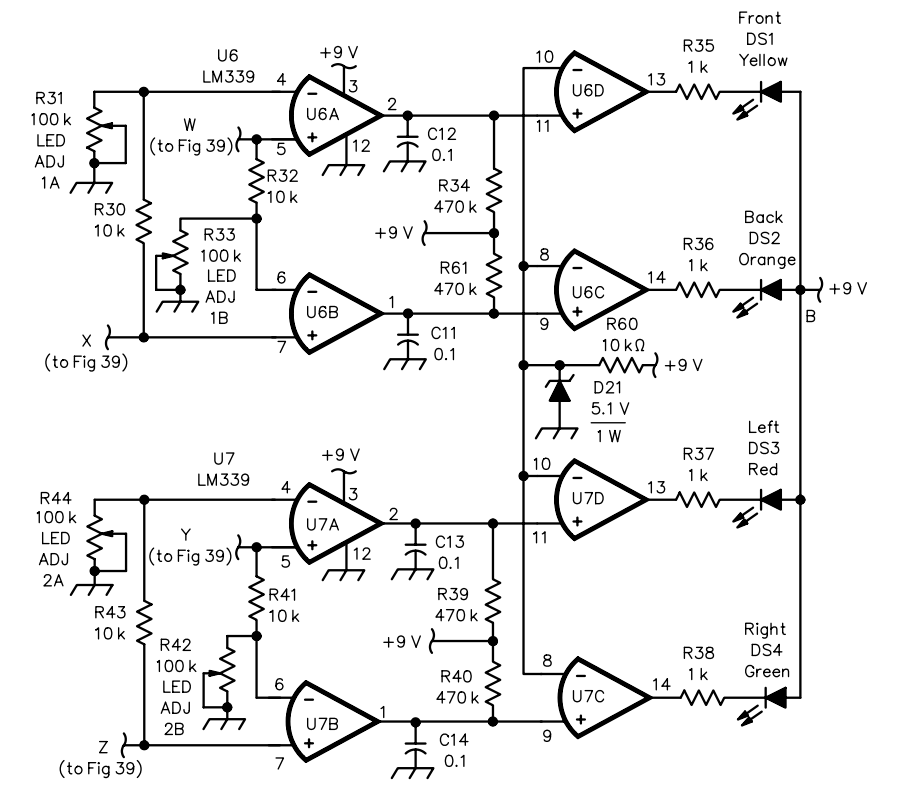 Front
DS1
Yellow
+9 V
R35
1 k
U6
LM339
10
13
4
3
U6D
R31
100 k
LED
ADJ
1A
U6A
2
W
(to Fig 39)
5
12
C12
0.1
11
R32
10 k
R34
470 k
R30
10 k
R33
100 k
LED
ADJ
1B
+9 V
Back
DS2
Orange
R36
1 k
8
14
R61
470 k
6
U6C
+9 V
B
U6B
1
9
X
(to Fig 39)
7
C11
0.1
R60
10 kΩ
+9 V
D21
5.1 V
1 W
Left
DS3
Red
R37
1 k
U7
LM339
+9 V
10
13
4
3
R44
100 k
LED
ADJ
2A
U7D
U7A
2
Y
(to Fig 39)
5
12
C13
0.1
11
R41
10 k
R39
470 k
R43
10 k
R42
100 k
LED
ADJ
2B
+9 V
Right
DS4
Green
R38
1 k
8
14
R40
470 k
6
U7C
U7B
1
9
Z
(to Fig 39)
7
C14
0.1